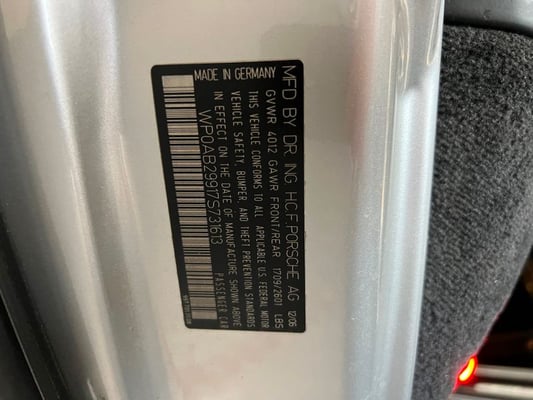 MFD BY DR ING H.C.F. PORSCHE AG 12/06
GVWR 4012 GAWR FRONT/REAR 1709/2601 LBS
THIS VEHICLE CONFORMS TO ALL APPLICABLE U.S. FEDERAL MOTOR
VEHICLE SAFETY, BUMPER, AND THEFT PREVENTION STANDARDS
IN EFFECT ON THE DATE OF MANUFACTURE SHOWN ABOVE
WP0AB29917S731613 PASSENGER CAR
MADE IN GERMANY